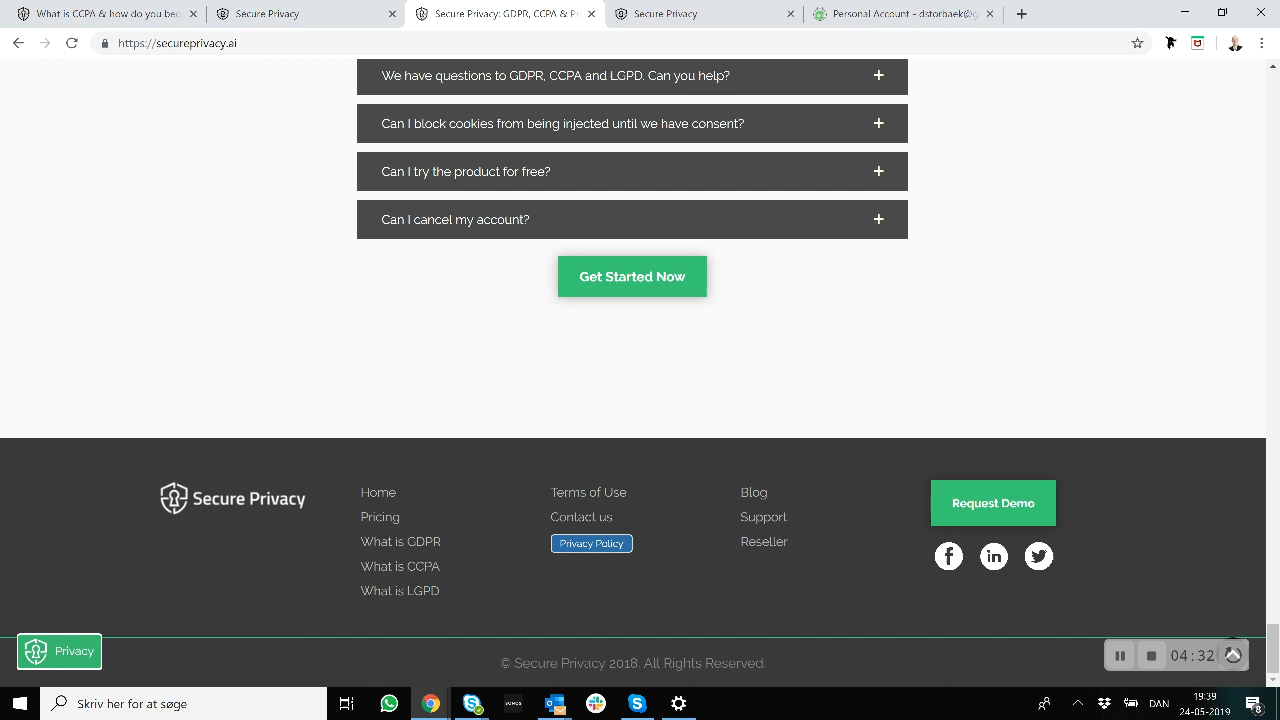 What is CCPA & how do you bec
Secure Privacy
Secure Privacy: GDPR, CCPA & Pr
Secure Privacy
Personal Account - dstorbaek@g
https://secureprivacy.ai
We have questions to GDPR, CCPA and LGPD. Can you help?
Can I block cookies from being injected until we have consent?
Can I try the product for free?
Can I cancel my account?
Get Started Now
Secure Privacy
Home
Pricing
What is GDPR
What is CCPA
What is LGPD
Terms of Use
Contact us
Privacy Policy
Blog
Support
Reseller
Request Demo
Privacy
© Secure Privacy 2018. All Rights Reserved.
04:32
Skriv her for at søge
SONOS
DAN
19:39
24-05-2019